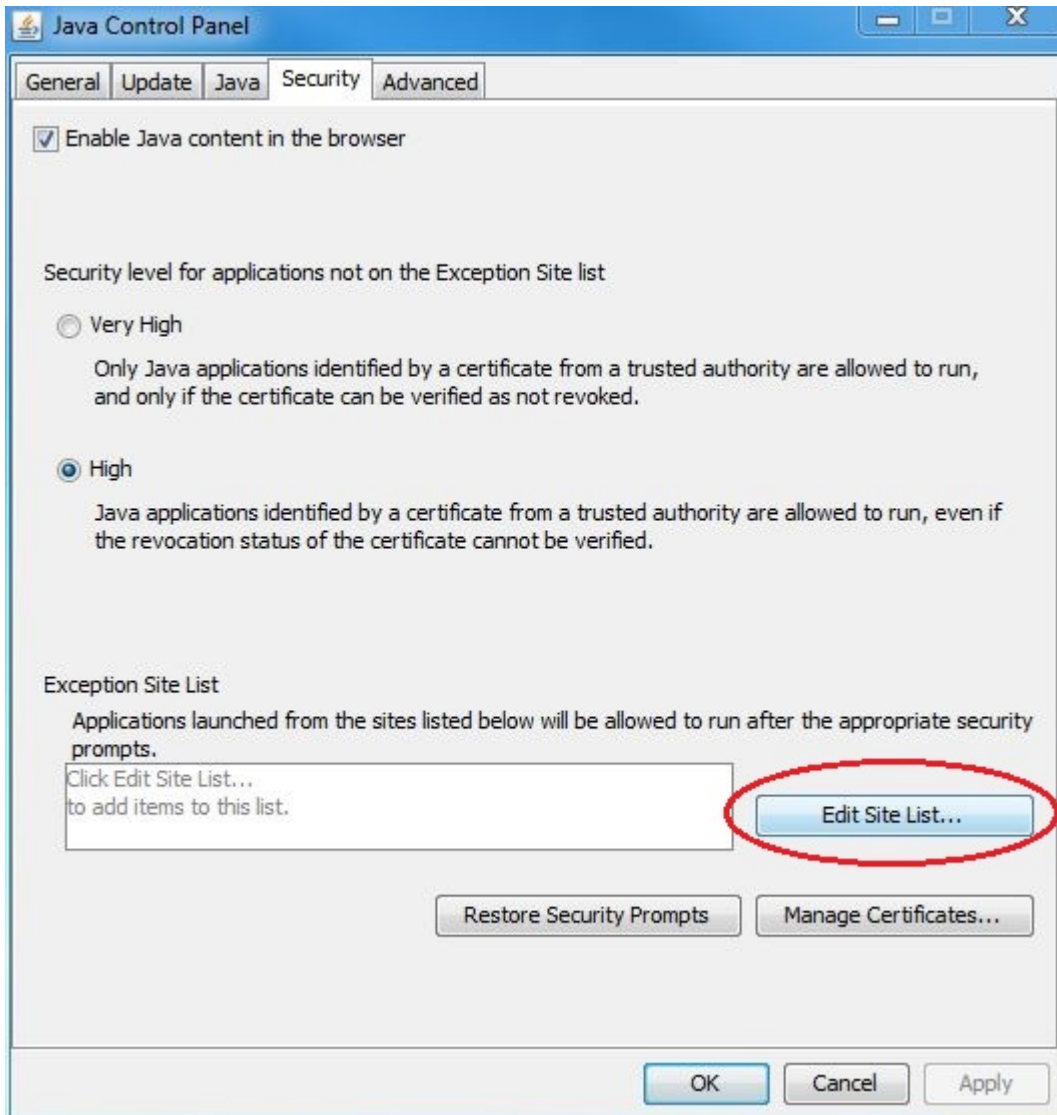 Java Control Panel
General Update Java Security Advanced
Enable Java content in the browser
Security level for applications not on the Exception Site list
Very High
Only Java applications identified by a certificate from a trusted authority are allowed to run,
and only if the certificate can be verified as not revoked.
High
Java applications identified by a certificate from a trusted authority are allowed to run, even if
the revocation status of the certificate cannot be verified.
Exception Site List
Applications launched from the sites listed below will be allowed to run after the appropriate security
prompts.
Click Edit Site List...
to add items to this list.
Edit Site List...
Restore Security Prompts Manage Certificates...
OK Cancel Apply